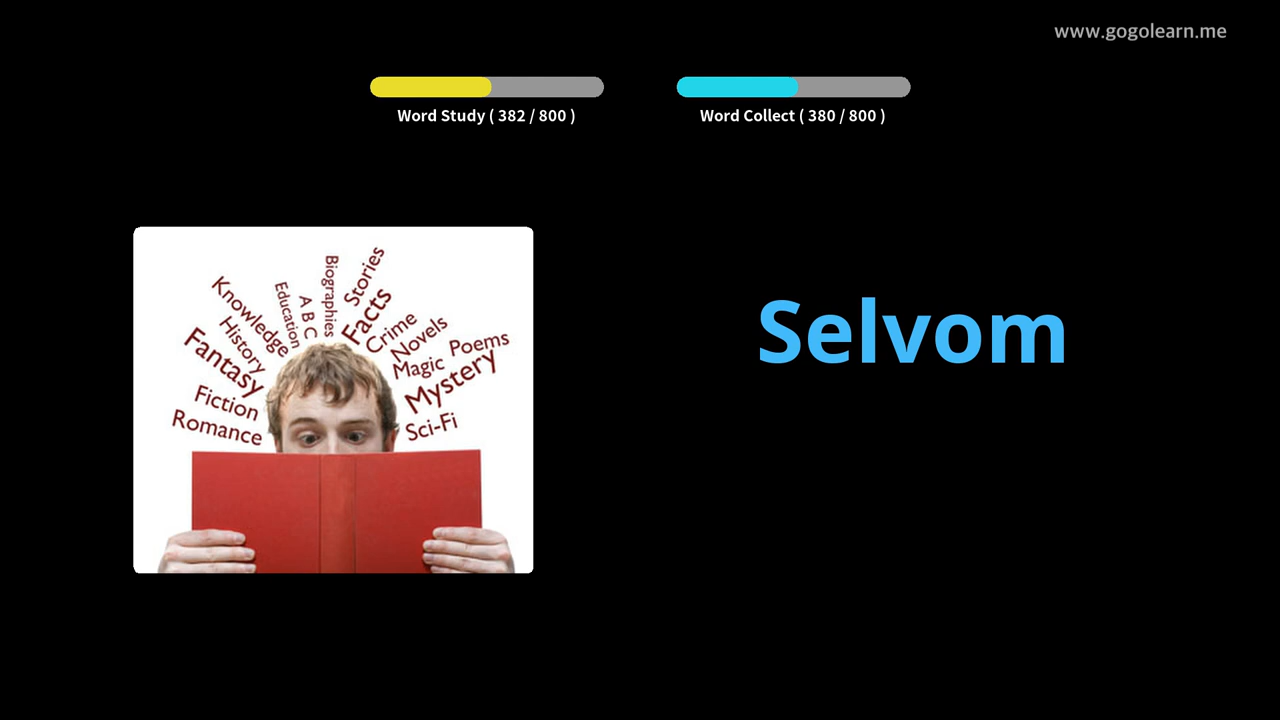 www.gogolearn.me
Word Study ( 382 / 800 )
Word Collect ( 380 / 800 )
Selvom
Romance
Fiction
Fantasy
History
Knowledge
Education
A B C
Biographies
Stories
Facts
Crime
Novels
Magic
Poems
Mystery
Sci-Fi